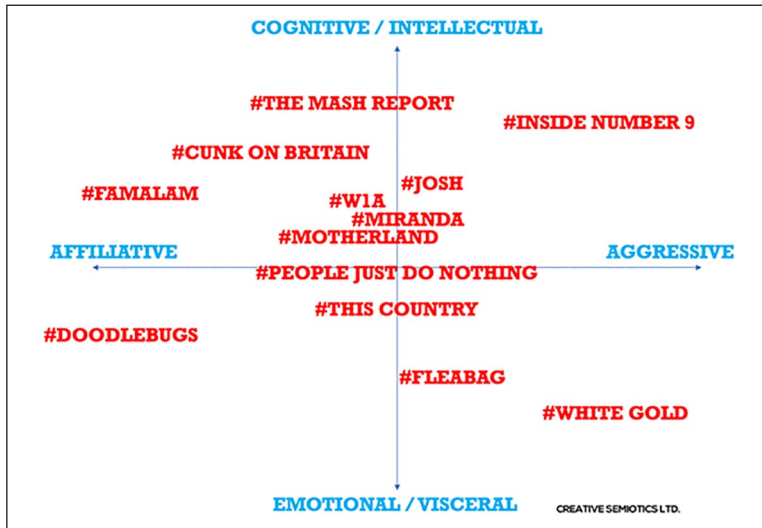 COGNITIVE / INTELLECTUAL
#THE MASH REPORT
#INSIDE NUMBER 9
#CUNK ON BRITAIN
#JOSH
#FAMALAM
#W1A
#MIRANDA
#MOTHERLAND
AFFILIATIVE
AGGRESSIVE
#PEOPLE JUST DO NOTHING
#THIS COUNTRY
#DOODLEBUGS
#FLEABAG
#WHITE GOLD
EMOTIONAL / VISCERAL
CREATIVE SEMIOTICS LTD.